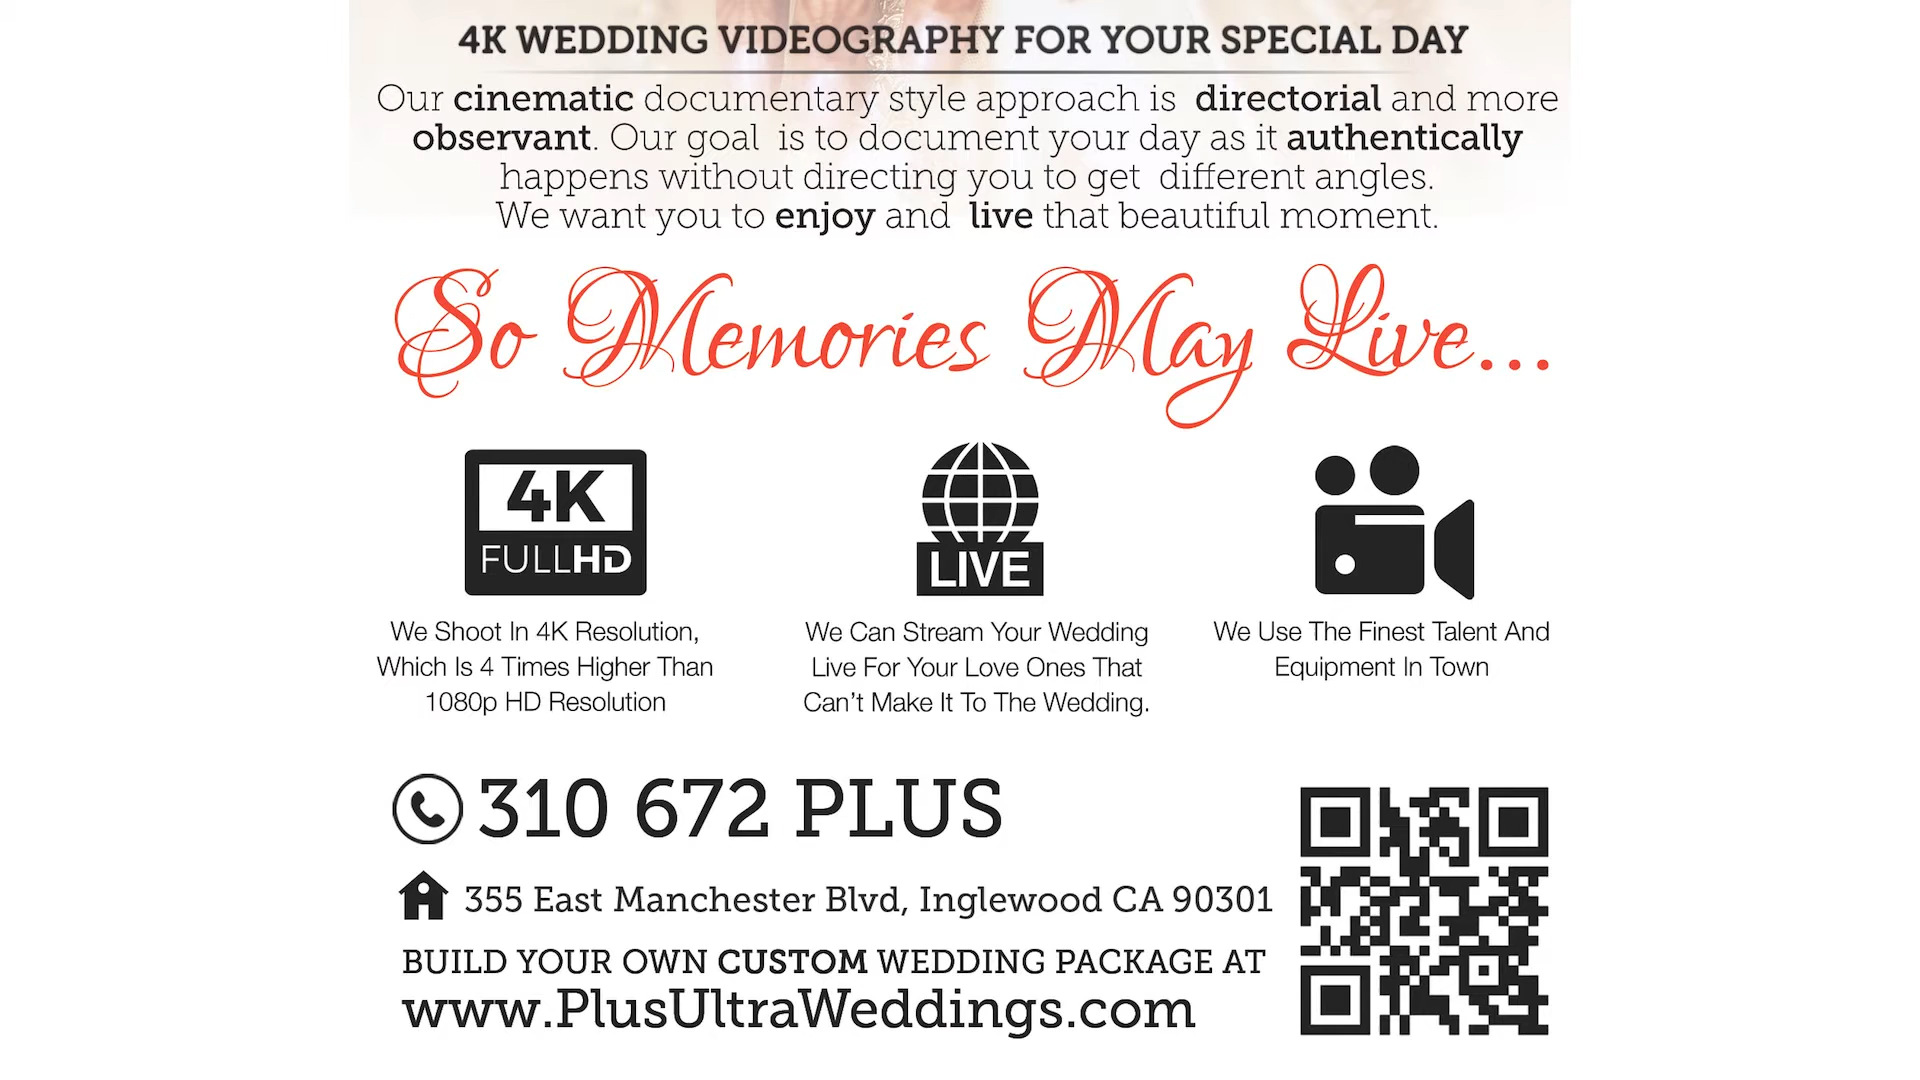 4K WEDDING VIDEOGRAPHY FOR YOUR SPECIAL DAY
Our cinematic documentary style approach is directorial and more
observant. Our goal is to document your day as it authentically
happens without directing you to get different angles.
We want you to enjoy and live that beautiful moment.
So Memories May Live...
4K
FULLHD
We Shoot In 4K Resolution,
Which Is 4 Times Higher Than
1080p HD Resolution
LIVE
We Can Stream Your Wedding
Live For Your Love Ones That
Can't Make It To The Wedding.
We Use The Finest Talent And
Equipment In Town
310 672 PLUS
355 East Manchester Blvd, Inglewood CA 90301
BUILD YOUR OWN CUSTOM WEDDING PACKAGE AT
www.PlusUltraWeddings.com